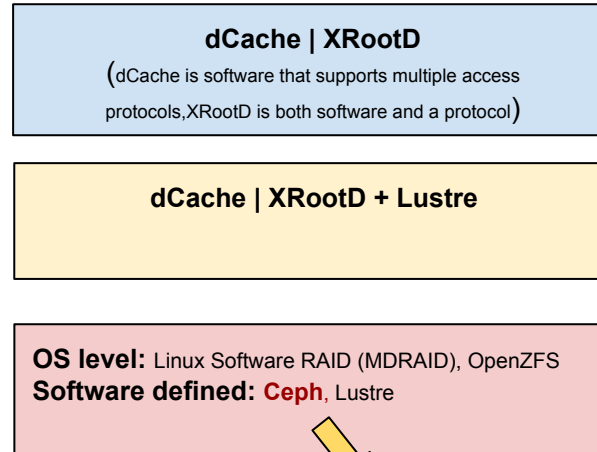 dCache | XRootD
(dCache is software that supports multiple access
protocols,XRootD is both software and a protocol)
dCache | XRootD + Lustre
OS level: Linux Software RAID (MDRAID), OpenZFS
Software defined: Ceph, Lustre